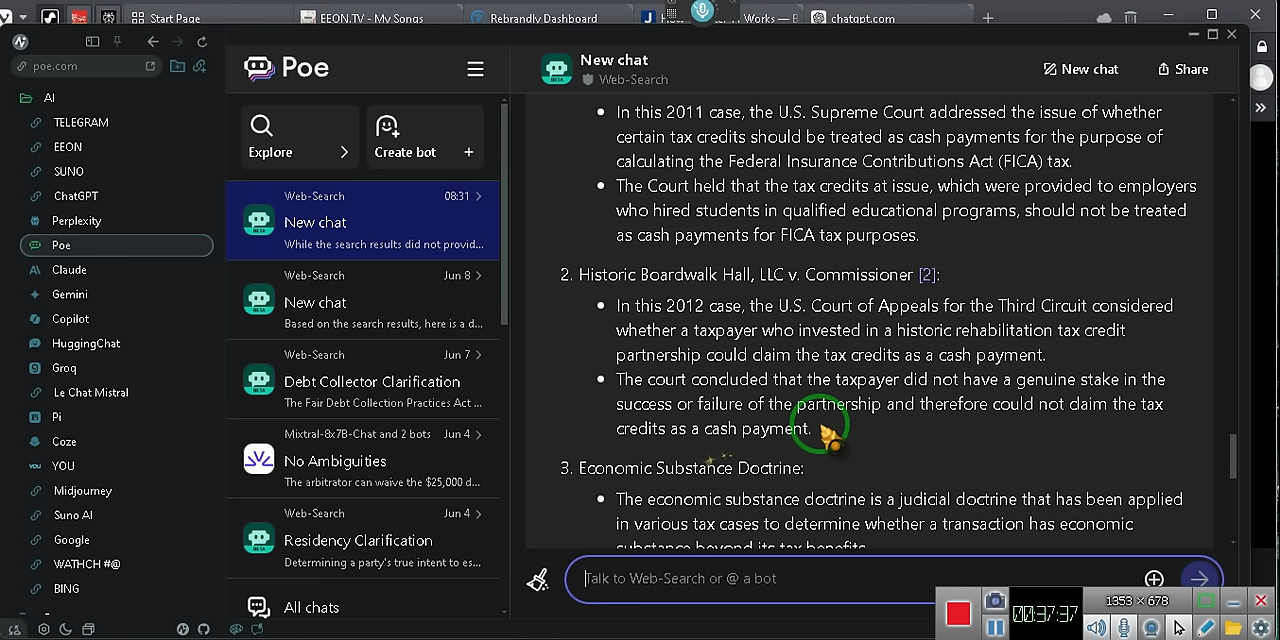 Start Page
EEON.TV - My Songs
Rebrandly Dashboard
Works — B
chatgpt.com
poe.com
AI
TELEGRAM
EEON
SUNO
ChatGPT
Perplexity
Poe
Claude
Gemini
Copilot
HuggingChat
Groq
Le Chat Mistral
Pi
Coze
YOU
Midjourney
Suno AI
Google
WATHCH #@
BING
Poe
Explore
Create bot
Web-Search 08:31
New chat
While the search results did not provid...
Web-Search Jun 8
New chat
Based on the search results, here is a d...
Web-Search Jun 7
Debt Collector Clarification
The Fair Debt Collection Practices Act ...
Mixtral-8x7B-Chat and 2 bots Jun 4
No Ambiguities
The arbitrator can waive the $25,000 d...
Web-Search Jun 4
Residency Clarification
Determining a party's true intent to es...
All chats
New chat
Web-Search
New chat
Share
• In this 2011 case, the U.S. Supreme Court addressed the issue of whether
certain tax credits should be treated as cash payments for the purpose of
calculating the Federal Insurance Contributions Act (FICA) tax.
• The Court held that the tax credits at issue, which were provided to employers
who hired students in qualified educational programs, should not be treated
as cash payments for FICA tax purposes.
2. Historic Boardwalk Hall, LLC v. Commissioner [2]:
• In this 2012 case, the U.S. Court of Appeals for the Third Circuit considered
whether a taxpayer who invested in a historic rehabilitation tax credit
partnership could claim the tax credits as a cash payment.
• The court concluded that the taxpayer did not have a genuine stake in the
success or failure of the partnership and therefore could not claim the tax
credits as a cash payment.
3. Economic Substance Doctrine:
• The economic substance doctrine is a judicial doctrine that has been applied
in various tax cases to determine whether a transaction has economic
substance beyond its tax benefits.
Talk to Web-Search or @ a bot
00:37:37
1353 × 678